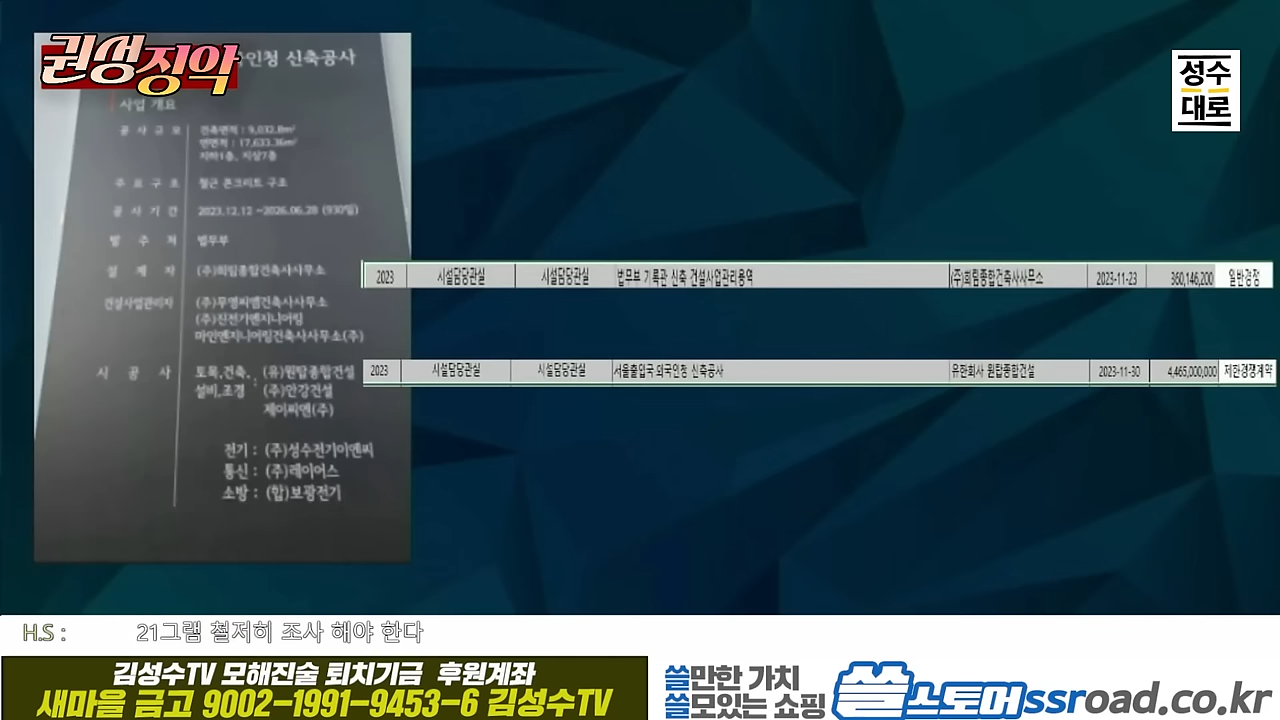 권성징악
인청 신축공사
성수
대로
사업 개요
공 사 규 모
건축면적 : 9,032.8m²
연면적 : 17,633.36m²
지하1층, 지상7층
주 요 구 조 철근 콘크리트 구조
공 사 기 간 2023.12.12 ~2026.06.28 (930일)
발 주 처 법무부
설 계 자 (주)희림종합건축사사무소
2023 시설담당관실 시설담당관실 법무부 기록관 신축 건설사업관리용역 (주)희림종합건축사사무소 2023-11-23 360,146,200 일반경쟁
건설사업관리자 (주)무영씨엠건축사사무소
(주)진전기엔지니어링
마인엔지니어링건축사사무소(주)
시 공 사 토목,건축, (유)원탑종합건설
설비,조경 : (주)안강건설
제이씨앤(주)
2023 시설담당관실 시설담당관실 서울출입국.외국인청 신축공사 유한회사 원탑종합건설 2023-11-30 4,465,000,000 제한경쟁계약
전기 : (주)성수전기이앤씨
통신 : (주)레이어스
소방 : (합)보광전기
H.S : 21그램 철저히 조사 해야 한다
김성수TV 모해진술 퇴치기금 후원계좌
새마을 금고 9002-1991-9453-6 김성수TV
쓸만한 가치
쓸모있는 쇼핑
쓸스토어ssroad.co.kr